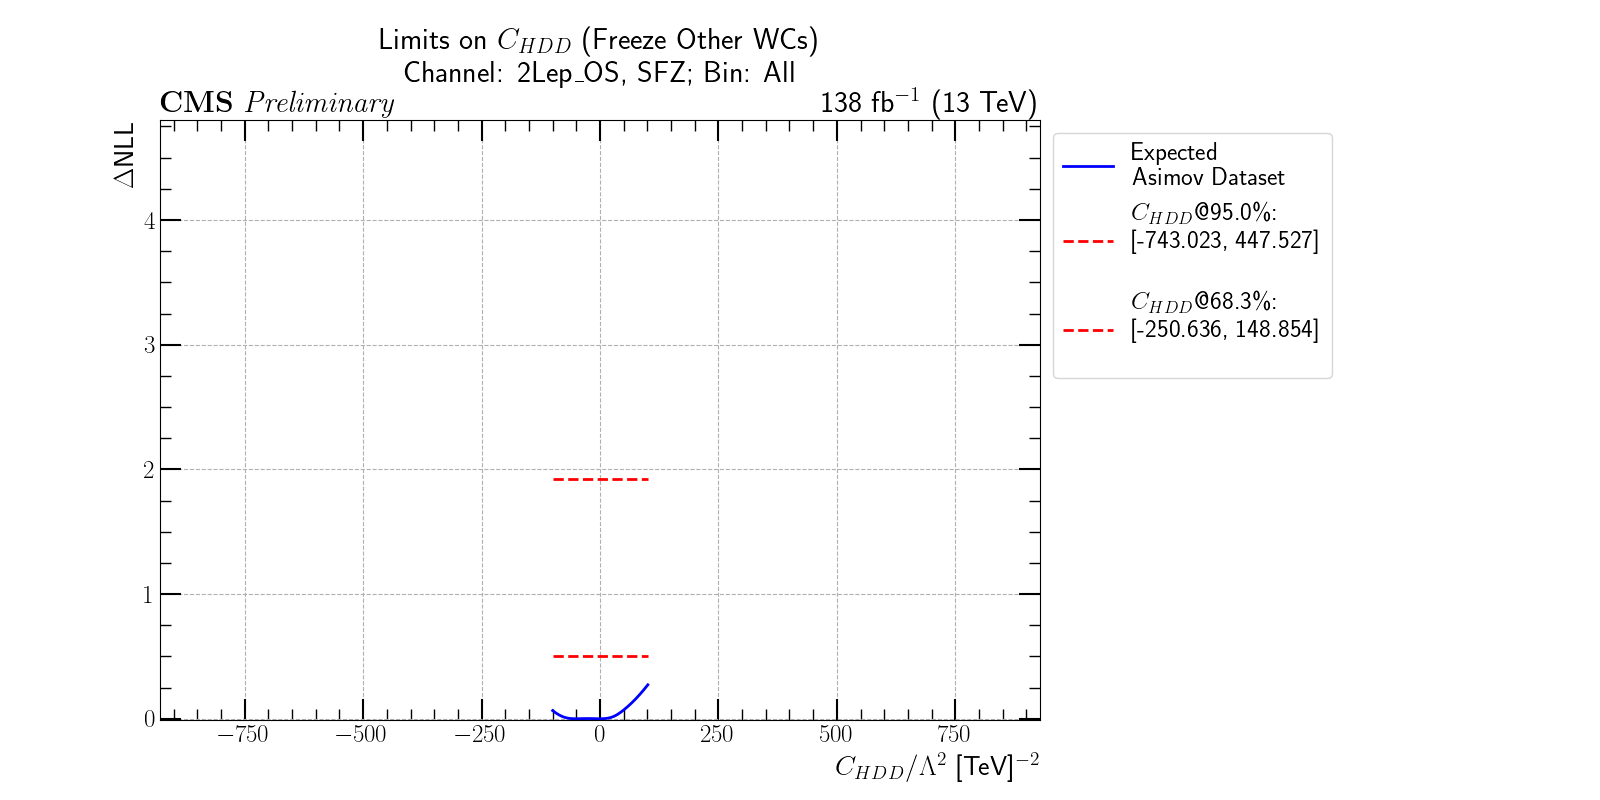 Limits on C_HDD (Freeze Other WCs)
Channel: 2Lep_OS, SFZ; Bin: All
CMS Preliminary
138 fb⁻¹ (13 TeV)
ΔNLL
4
3
2
1
0
−750
−500
−250
0
250
500
750
C_HDD/Λ² [TeV]⁻²
Expected
Asimov Dataset
C_HDD@95.0%:
[-743.023, 447.527]
C_HDD@68.3%:
[-250.636, 148.854]